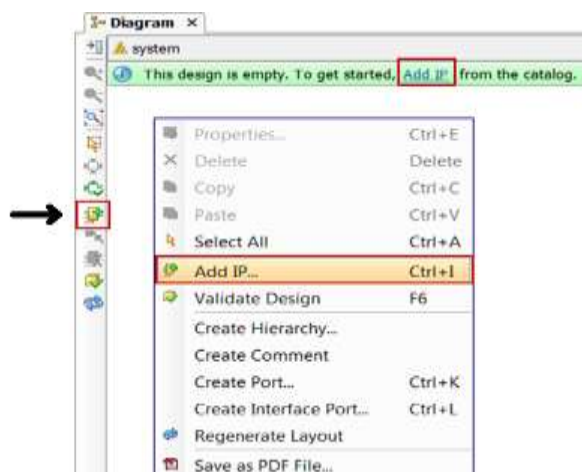 Diagram ×
system
This design is empty. To get started, Add IP from the catalog.
Properties... Ctrl+E
Delete Delete
Copy Ctrl+C
Paste Ctrl+V
Select All Ctrl+A
Add IP... Ctrl+I
Validate Design F6
Create Hierarchy...
Create Comment
Create Port... Ctrl+K
Create Interface Port... Ctrl+L
Regenerate Layout
Save as PDF File...